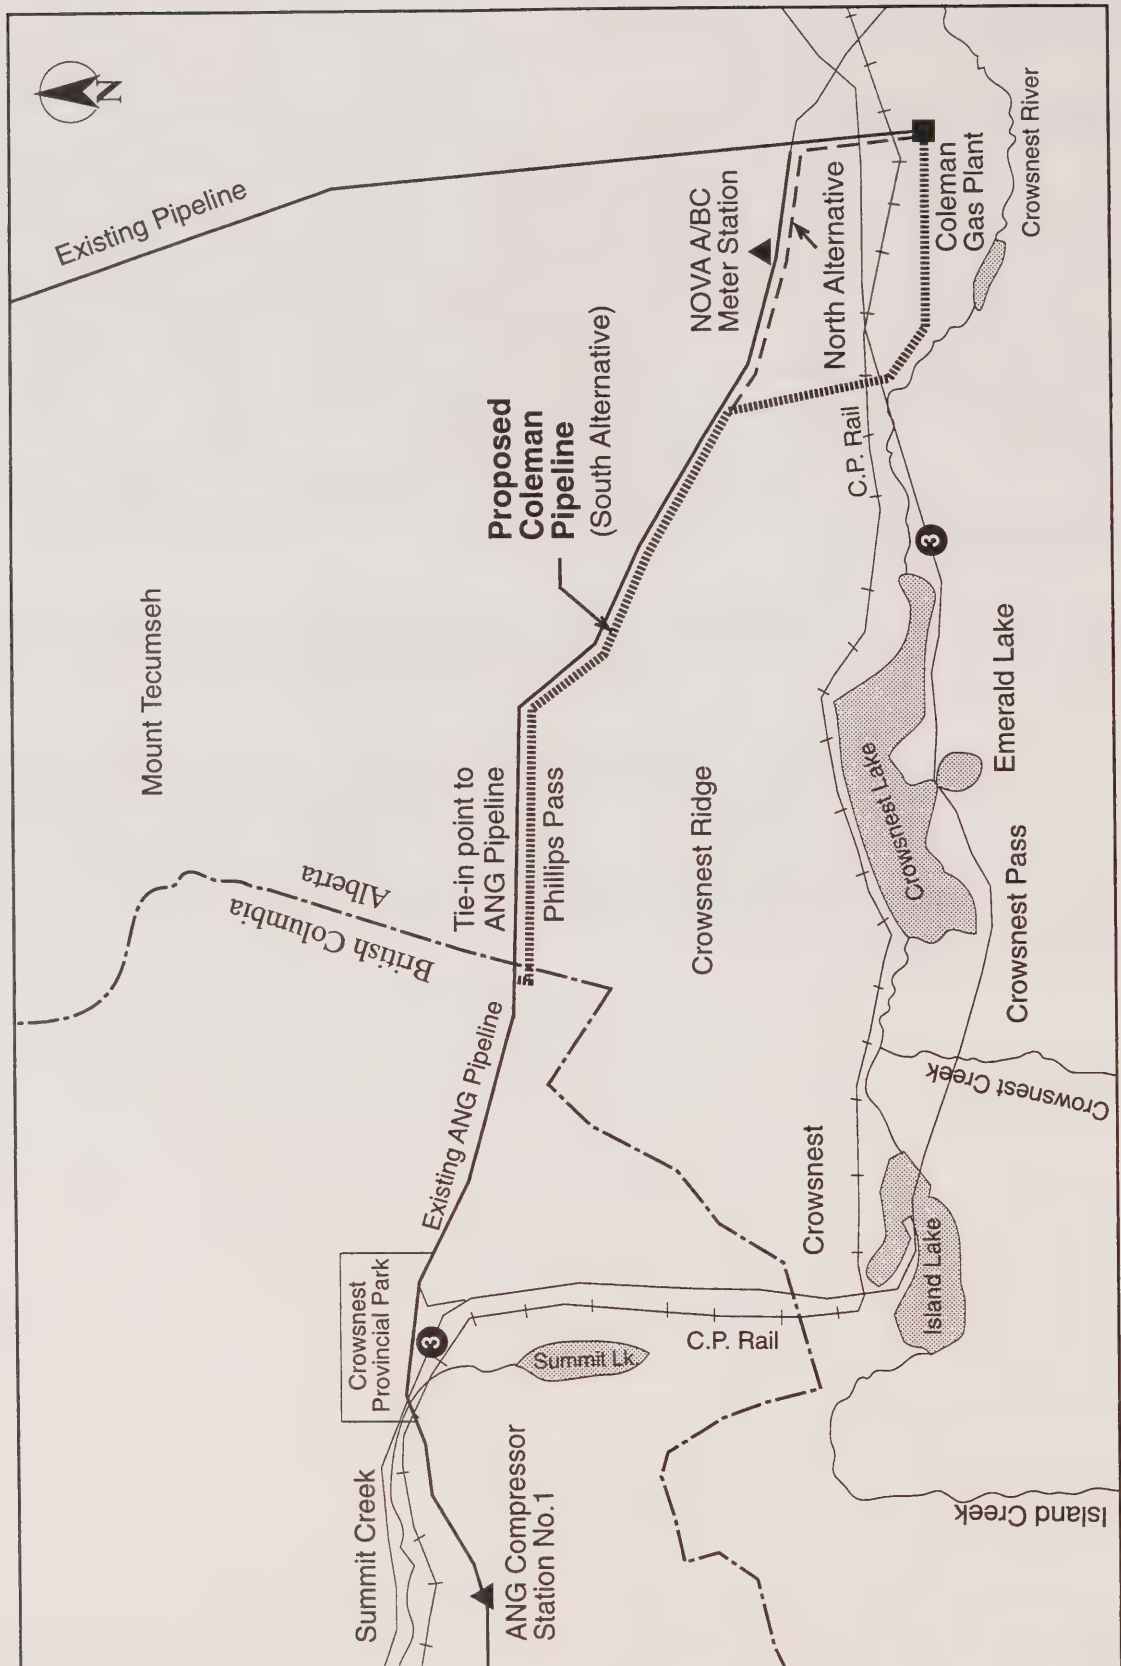 N
Existing Pipeline
Mount Tecumseh
British Columbia
Alberta
Tie-in point to
ANG Pipeline
Phillips Pass
Proposed
Coleman
Pipeline
(South Alternative)
NOVA A/BC
Meter Station
North Alternative
Coleman
Gas Plant
Crowsnest River
C.P. Rail
3
Crowsnest Ridge
Crowsnest Lake
Emerald Lake
Crowsnest Pass
Crowsnest Creek
Existing ANG Pipeline
Crowsnest
Provincial Park
3
Summit Creek
ANG Compressor
Station No.1
Summit Lk.
C.P. Rail
Crowsnest
Island Lake
Island Creek